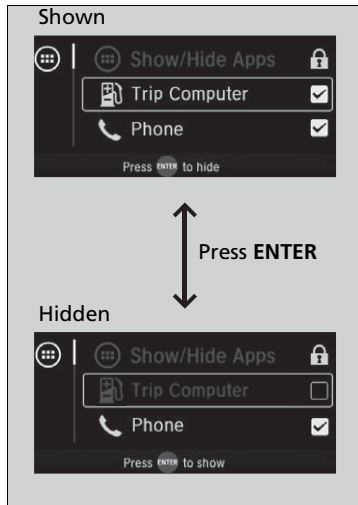 Shown
Show/Hide Apps
Trip Computer
Phone
Press ENTER to hide
Press ENTER
Hidden
Show/Hide Apps
Trip Computer
Phone
Press ENTER to show